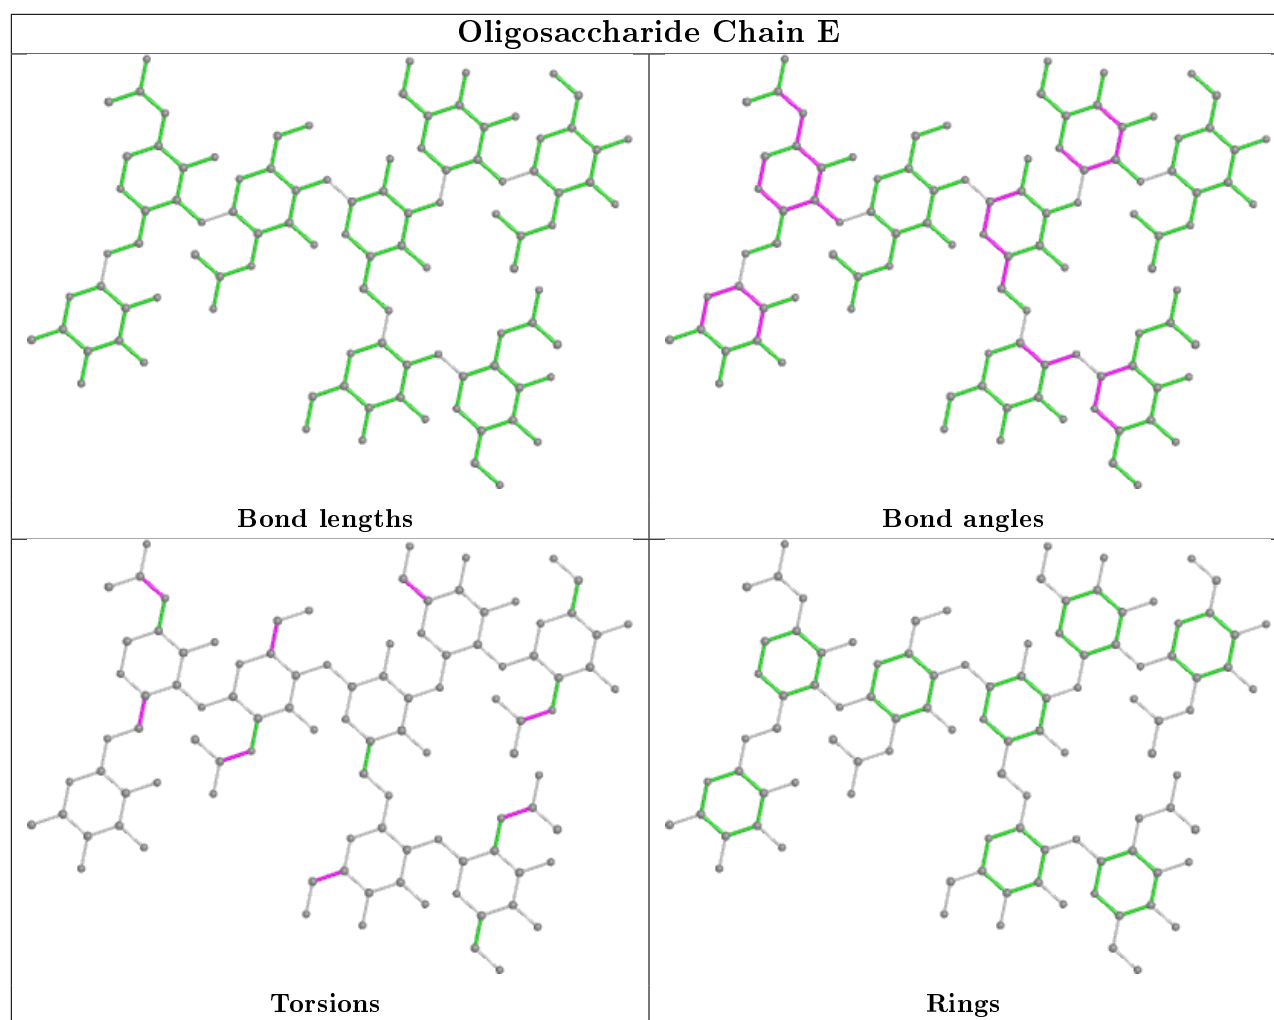 Oligosaccharide Chain E
Bond lengths
Bond angles
Torsions
Rings